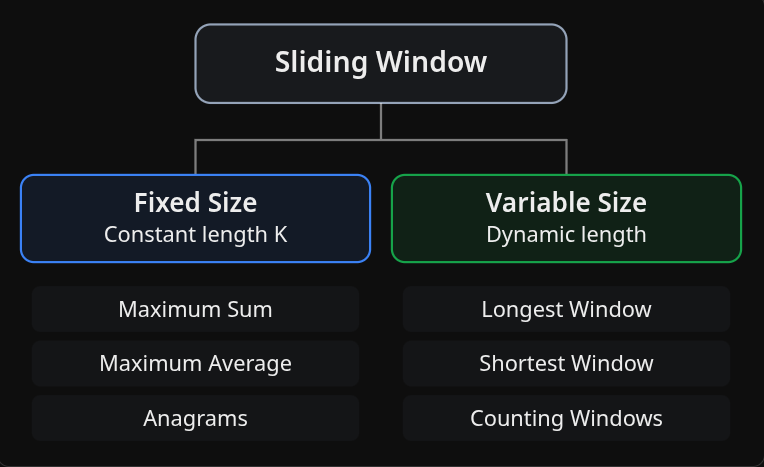 Sliding Window
Fixed Size
Constant length K
Maximum Sum
Maximum Average
Anagrams
Variable Size
Dynamic length
Longest Window
Shortest Window
Counting Windows